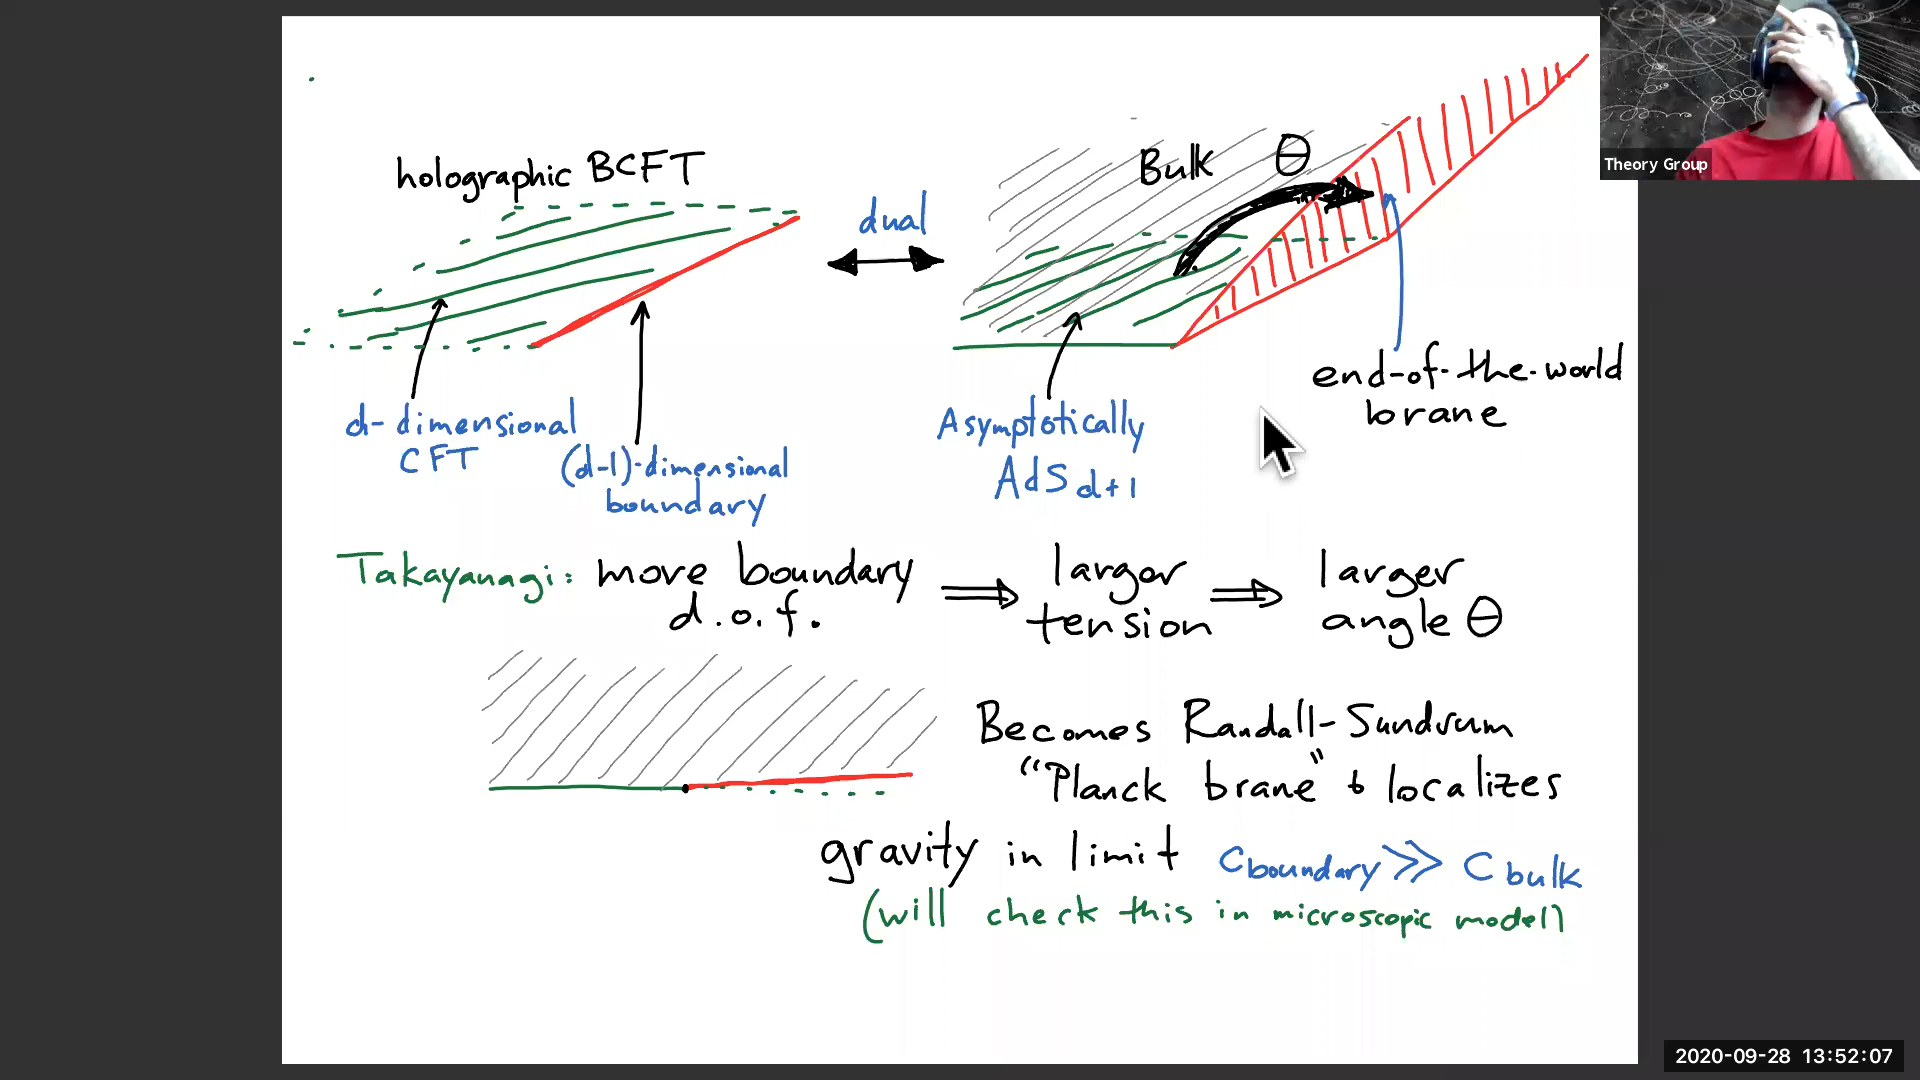 holographic BCFT
dual
Bulk θ
d-dimensional
CFT
(d-1)-dimensional
boundary
Asymptotically
AdS d+1
end-of-the-world
brane
Takayanagi: move boundary d.o.f. ⟹ larger tension ⟹ larger angle θ
Becomes Randall-Sundrum
"Planck brane" & localizes
gravity in limit C boundary >> C bulk
(will check this in microscopic model)
Theory Group
2020-09-28 13:52:07